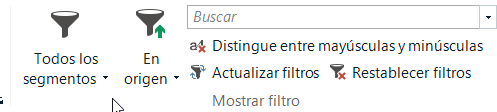 Todos los
segmentos
En
origen
Buscar
Distingue entre mayúsculas y minúsculas
Actualizar filtros Restablecer filtros
Mostrar filtro